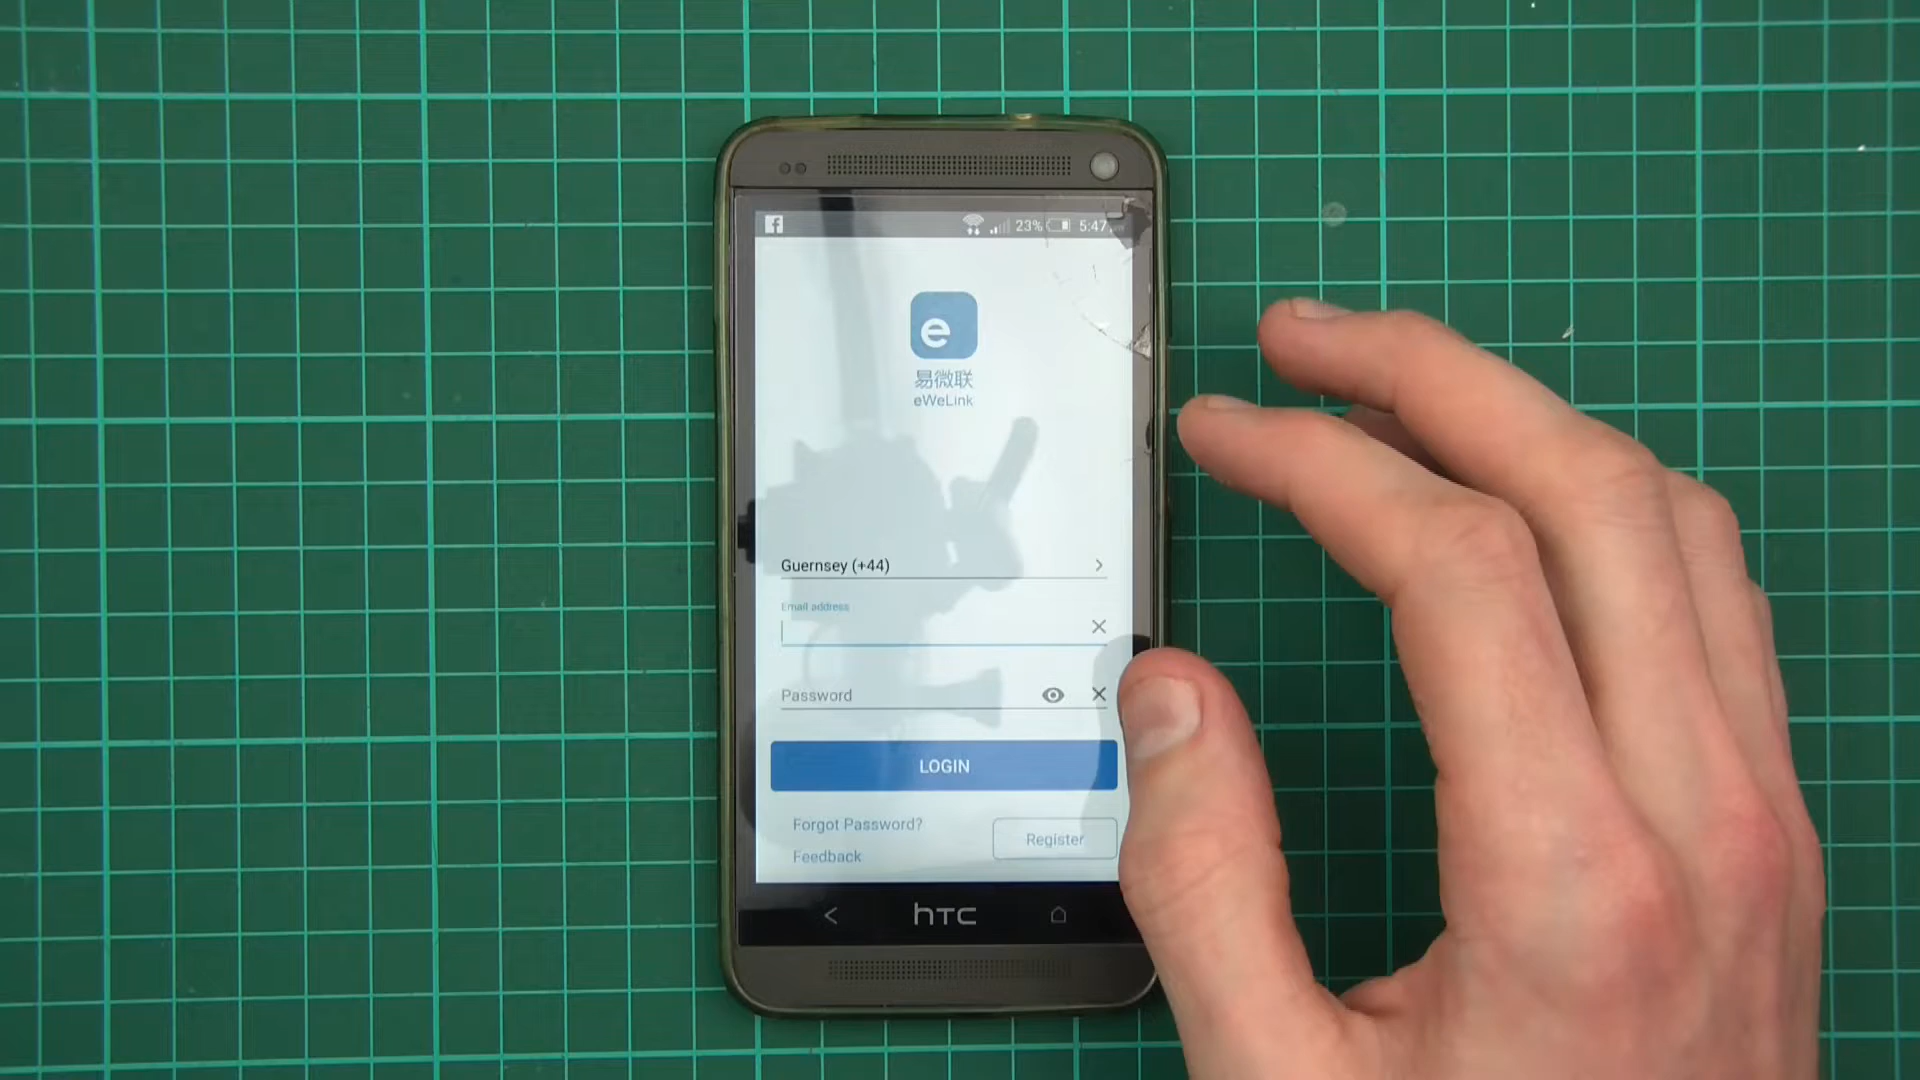 23% 5:47
e
易微联
eWeLink
Guernsey (+44)
Email address
Password
LOGIN
Forgot Password?
Register
Feedback
hTC